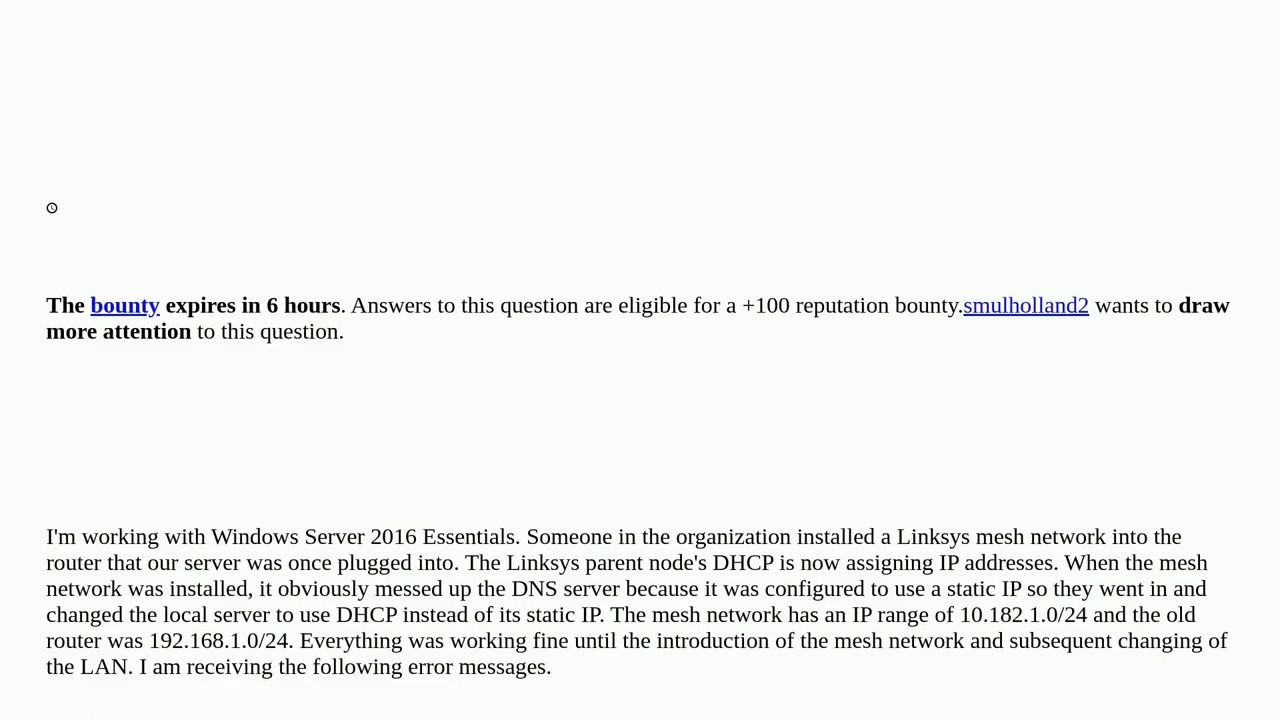 The bounty expires in 6 hours. Answers to this question are eligible for a +100 reputation bounty.smulholland2 wants to draw
more attention to this question.
I'm working with Windows Server 2016 Essentials. Someone in the organization installed a Linksys mesh network into the
router that our server was once plugged into. The Linksys parent node's DHCP is now assigning IP addresses. When the mesh
network was installed, it obviously messed up the DNS server because it was configured to use a static IP so they went in and
changed the local server to use DHCP instead of its static IP. The mesh network has an IP range of 10.182.1.0/24 and the old
router was 192.168.1.0/24. Everything was working fine until the introduction of the mesh network and subsequent changing of
the LAN. I am receiving the following error messages.